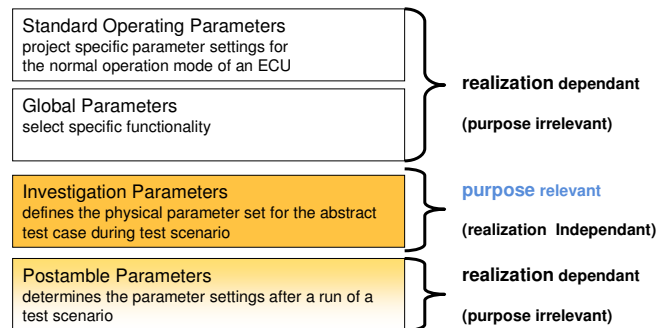 Standard Operating Parameters
project specific parameter settings for
the normal operation mode of an ECU
realization dependant
Global Parameters
select specific functionality
(purpose irrelevant)
Investigation Parameters
defines the physical parameter set for the abstract
test case during test scenario
purpose relevant
(realization Independant)
Postamble Parameters
determines the parameter settings after a run of a
test scenario
realization dependant
(purpose irrelevant)